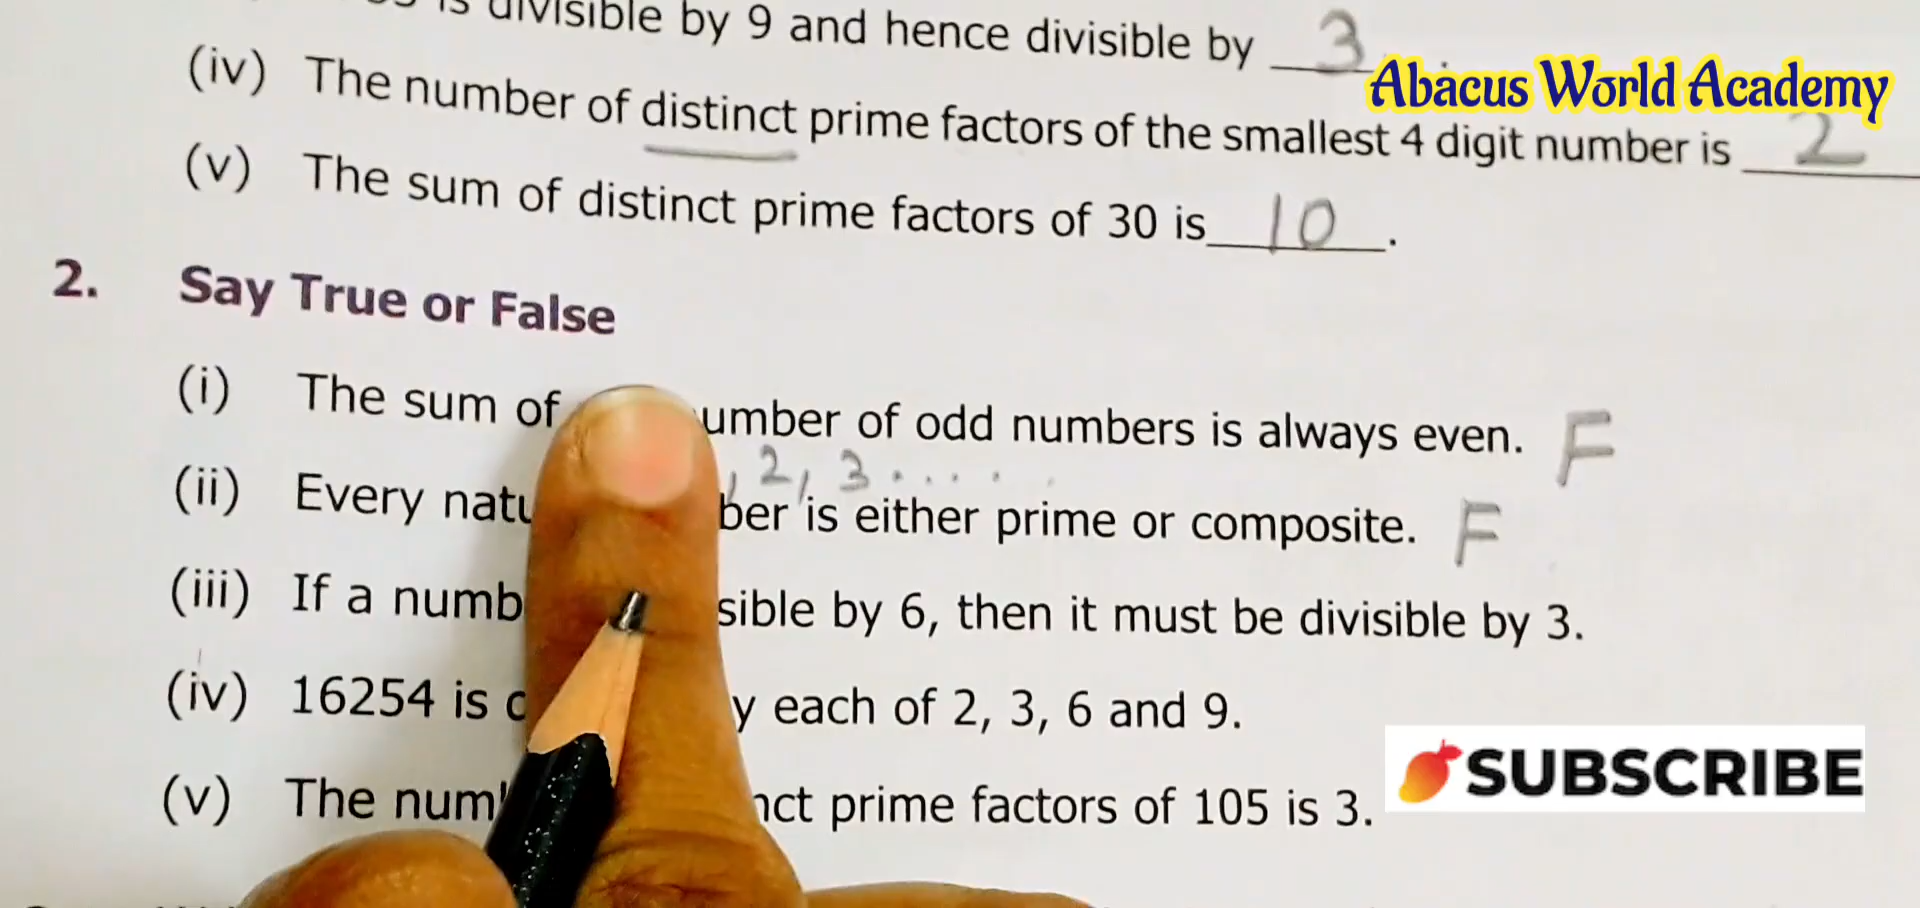 is divisible by 9 and hence divisible by 3
Abacus World Academy
(iv) The number of distinct prime factors of the smallest 4 digit number is 2
(v) The sum of distinct prime factors of 30 is 10.
2. Say True or False
(i) The sum of umber of odd numbers is always even. F
, 2, 3....
(ii) Every natu ber is either prime or composite. F
(iii) If a numb sible by 6, then it must be divisible by 3.
(iv) 16254 is y each of 2, 3, 6 and 9.
(v) The num nct prime factors of 105 is 3.
SUBSCRIBE